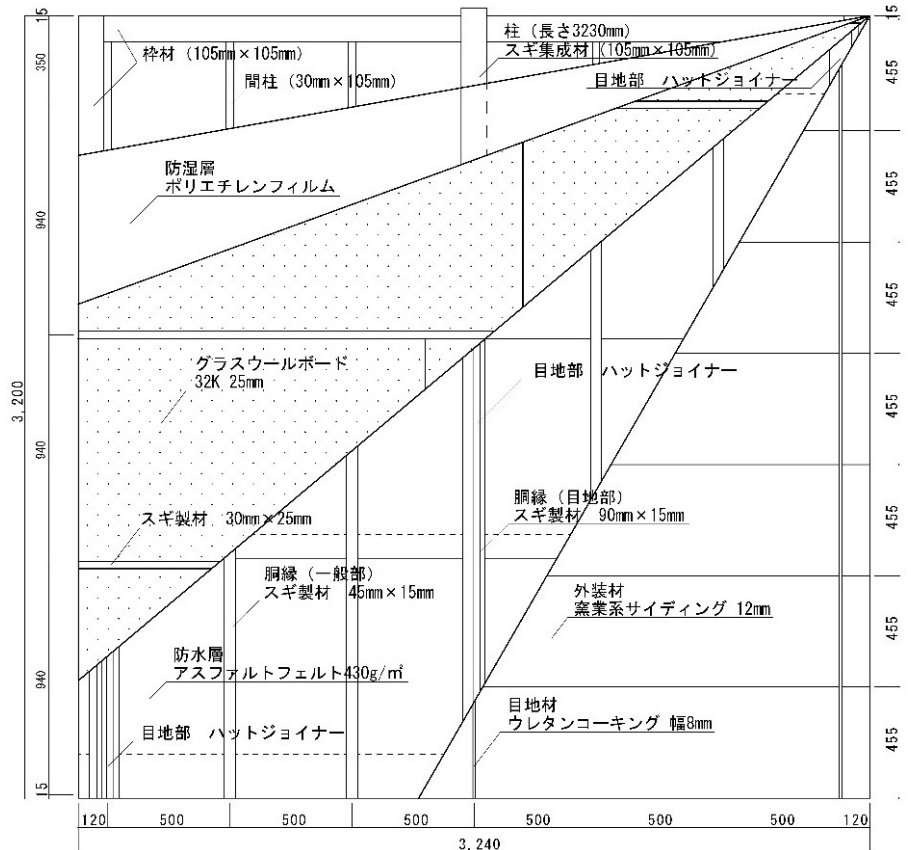 柱（長さ3230mm）
スギ集成材（105mm×105mm）
枠材（105mm×105mm）
間柱（30mm×105mm）
目地部　ハットジョイナー
防湿層
ポリエチレンフィルム
グラスウールボード
32K 25mm
目地部　ハットジョイナー
スギ製材　30mm×25mm
胴縁（目地部）
スギ製材　90mm×15mm
胴縁（一般部）
スギ製材　45mm×15mm
外装材
窯業系サイディング 12mm
防水層
アスファルトフェルト430g/㎡
目地部　ハットジョイナー
目地材
ウレタンコーキング 幅8mm
15
350
940
940
940
15
3,200
15
455
455
455
455
455
455
455
120
500
500
500
500
500
500
120
3,240